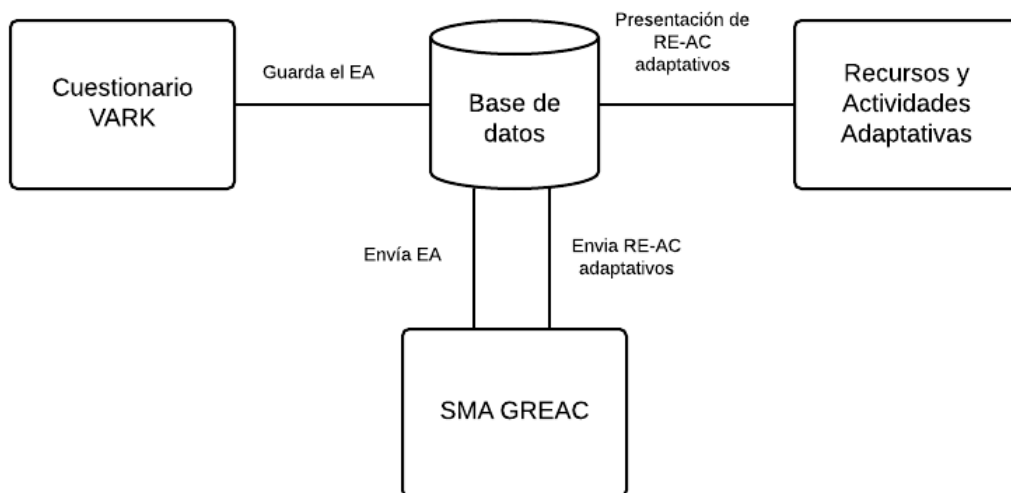 Cuestionario
VARK
Guarda el EA
Base de
datos
Presentación de
RE-AC
adaptativos
Recursos y
Actividades
Adaptativas
Envía EA
Envia RE-AC
adaptativos
SMA GREAC